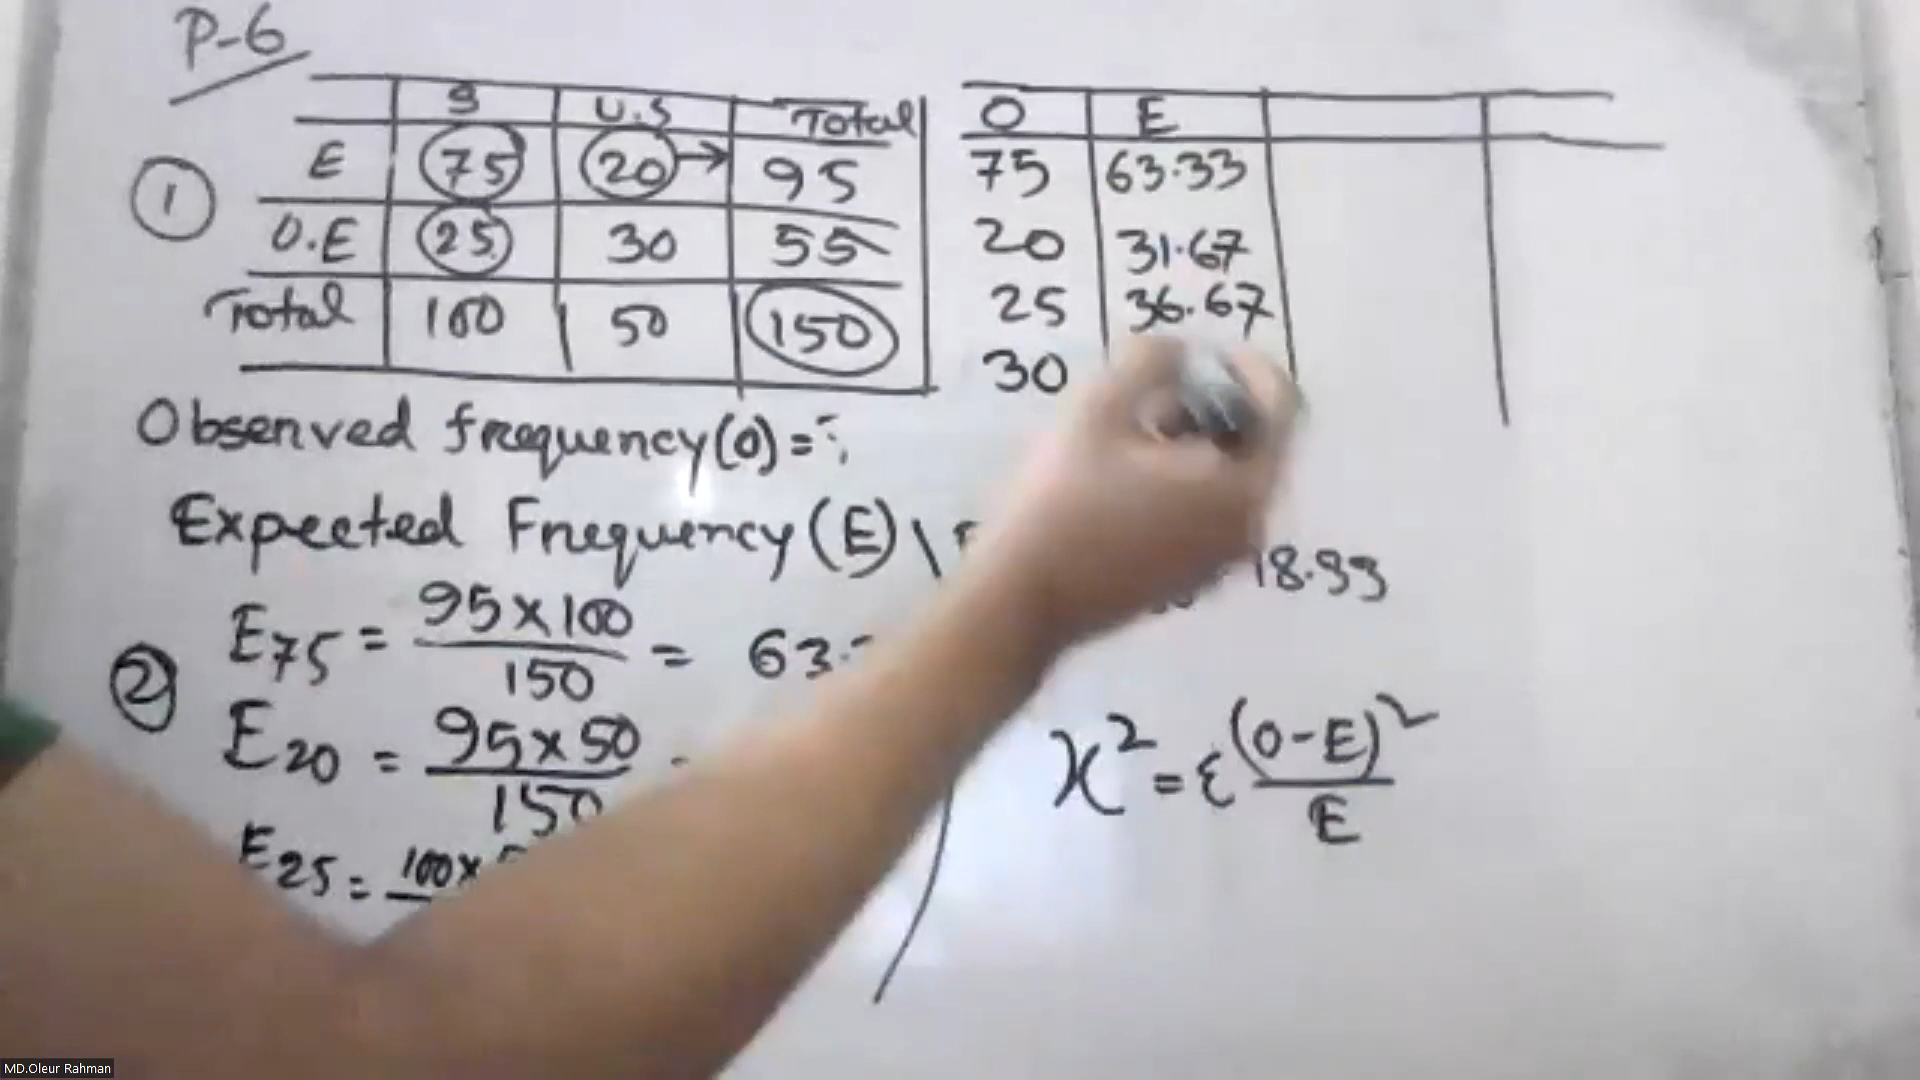 P-6
S U.S Total
① E 75 20 → 95
O.E 25 30 55
Total 100 50 150
O E
75 63.33
20 31.67
25 36.67
30
Observed frequency (O) =
Expected Frequency (E)
② E75 = 95×100 / 150 = 63.
E20 = 95×50 / 150
E25 = 100×
18.33
χ² = Σ (O-E)² / E
MD.Oleur Rahman